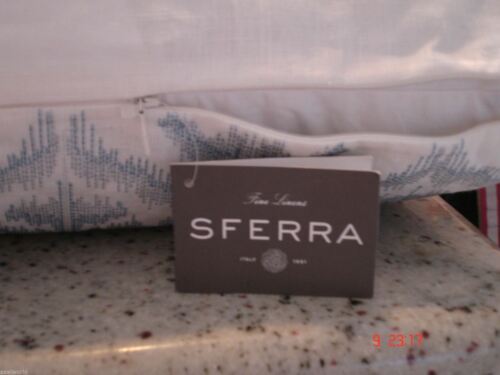 Fine Linens
SFERRA
ITALY 1891
9 23:17